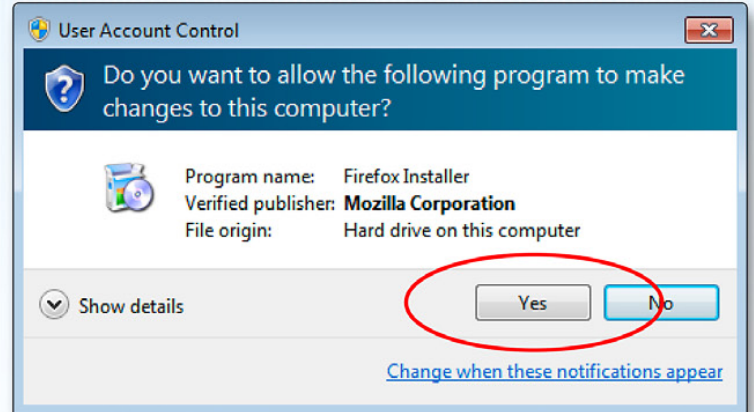 User Account Control
Do you want to allow the following program to make
changes to this computer?
Program name: Firefox Installer
Verified publisher: Mozilla Corporation
File origin: Hard drive on this computer
Show details
Yes
No
Change when these notifications appear